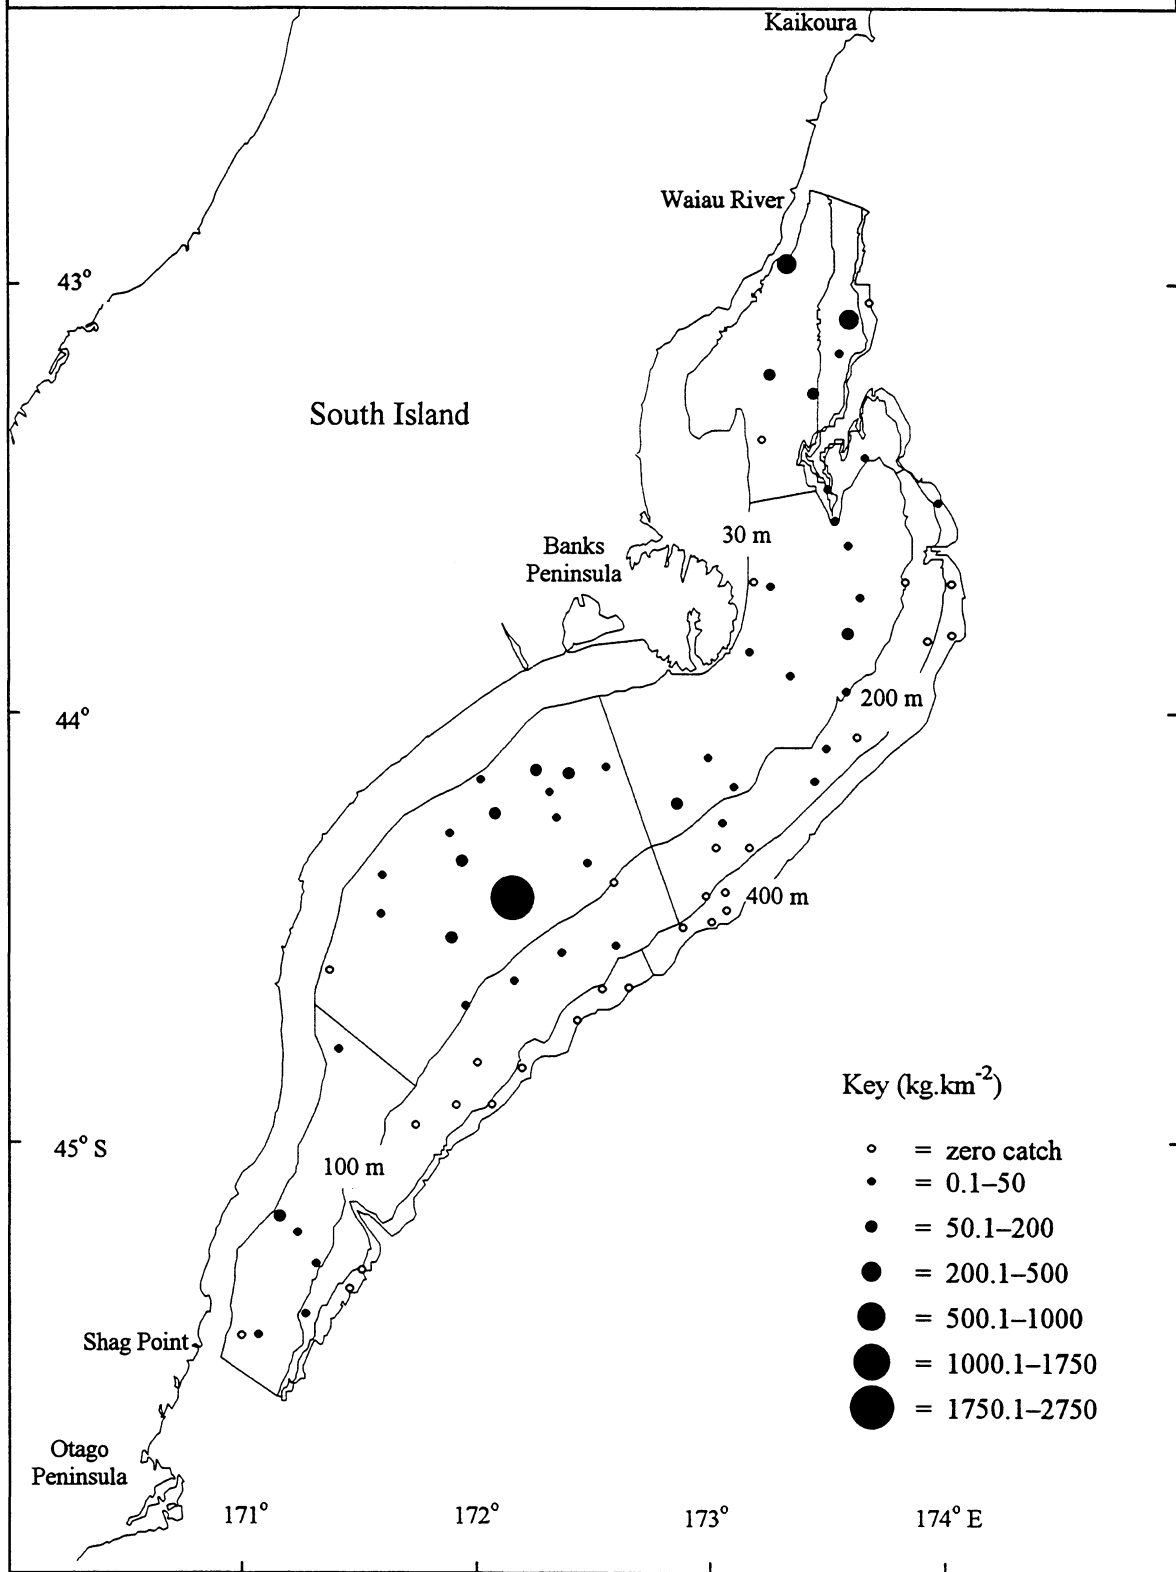 Kaikoura
Waiau River
43°
South Island
30 m
Banks
Peninsula
200 m
44°
400 m
Key (kg.km⁻²)
45° S
= zero catch
100 m
= 0.1–50
= 50.1–200
= 200.1–500
= 500.1–1000
Shag Point
= 1000.1–1750
= 1750.1–2750
Otago
Peninsula
171° 172° 173° 174° E